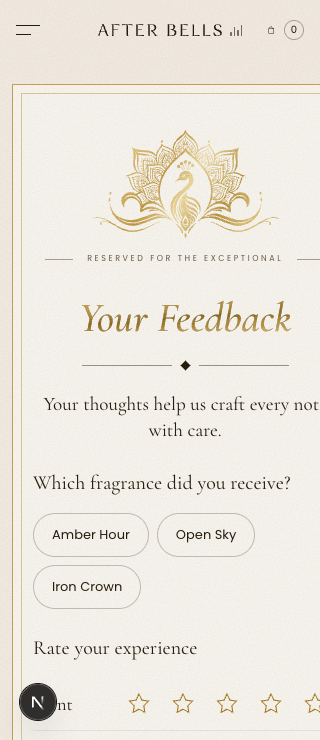 AFTER BELLS
0
RESERVED FOR THE EXCEPTIONAL
Your Feedback
Your thoughts help us craft every not
with care.
Which fragrance did you receive?
Amber Hour
Open Sky
Iron Crown
Rate your experience
N
nt